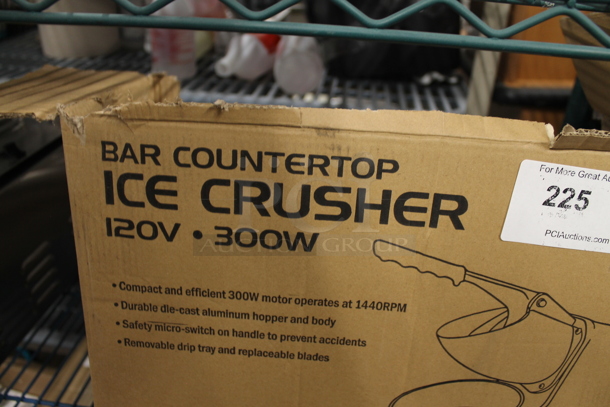 BAR COUNTERTOP
ICE CRUSHER
120V • 300W
• Compact and efficient 300W motor operates at 1440RPM
• Durable die-cast aluminum hopper and body
• Safety micro-switch on handle to prevent accidents
• Removable drip tray and replaceable blades
For More Great
225
PCIAuctions.com